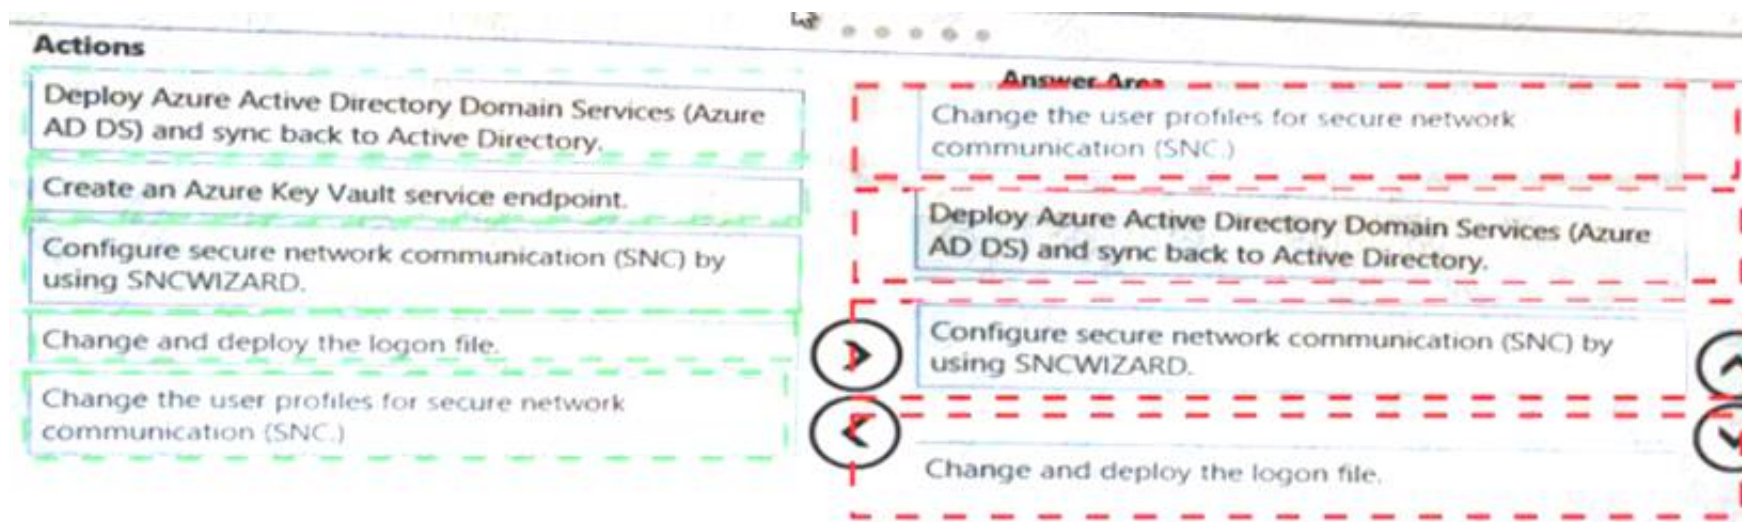 Actions
Deploy Azure Active Directory Domain Services (Azure
AD DS) and sync back to Active Directory.
Create an Azure Key Vault service endpoint.
Configure secure network communication (SNC) by
using SNCWIZARD.
Change and deploy the logon file.
Change the user profiles for secure network
communication (SNC.)
Answer Area
Change the user profiles for secure network
communication (SNC.)
Deploy Azure Active Directory Domain Services (Azure
AD DS) and sync back to Active Directory.
Configure secure network communication (SNC) by
using SNCWIZARD.
Change and deploy the logon file.